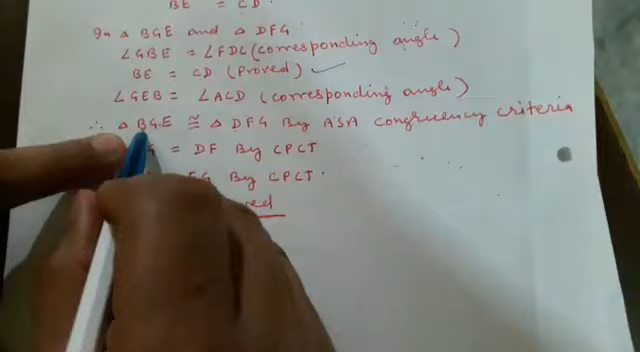 BE = CD.
In △ BGE and △ DFG
∠GBE = ∠FDC (corresponding angle)
BE = CD (Proved)
∠GEB = ∠ACD (corresponding angle)
∴ △ BGE ≅ △ DFG By ASA congruency criteria
= DF By CPCT
By CPCT.